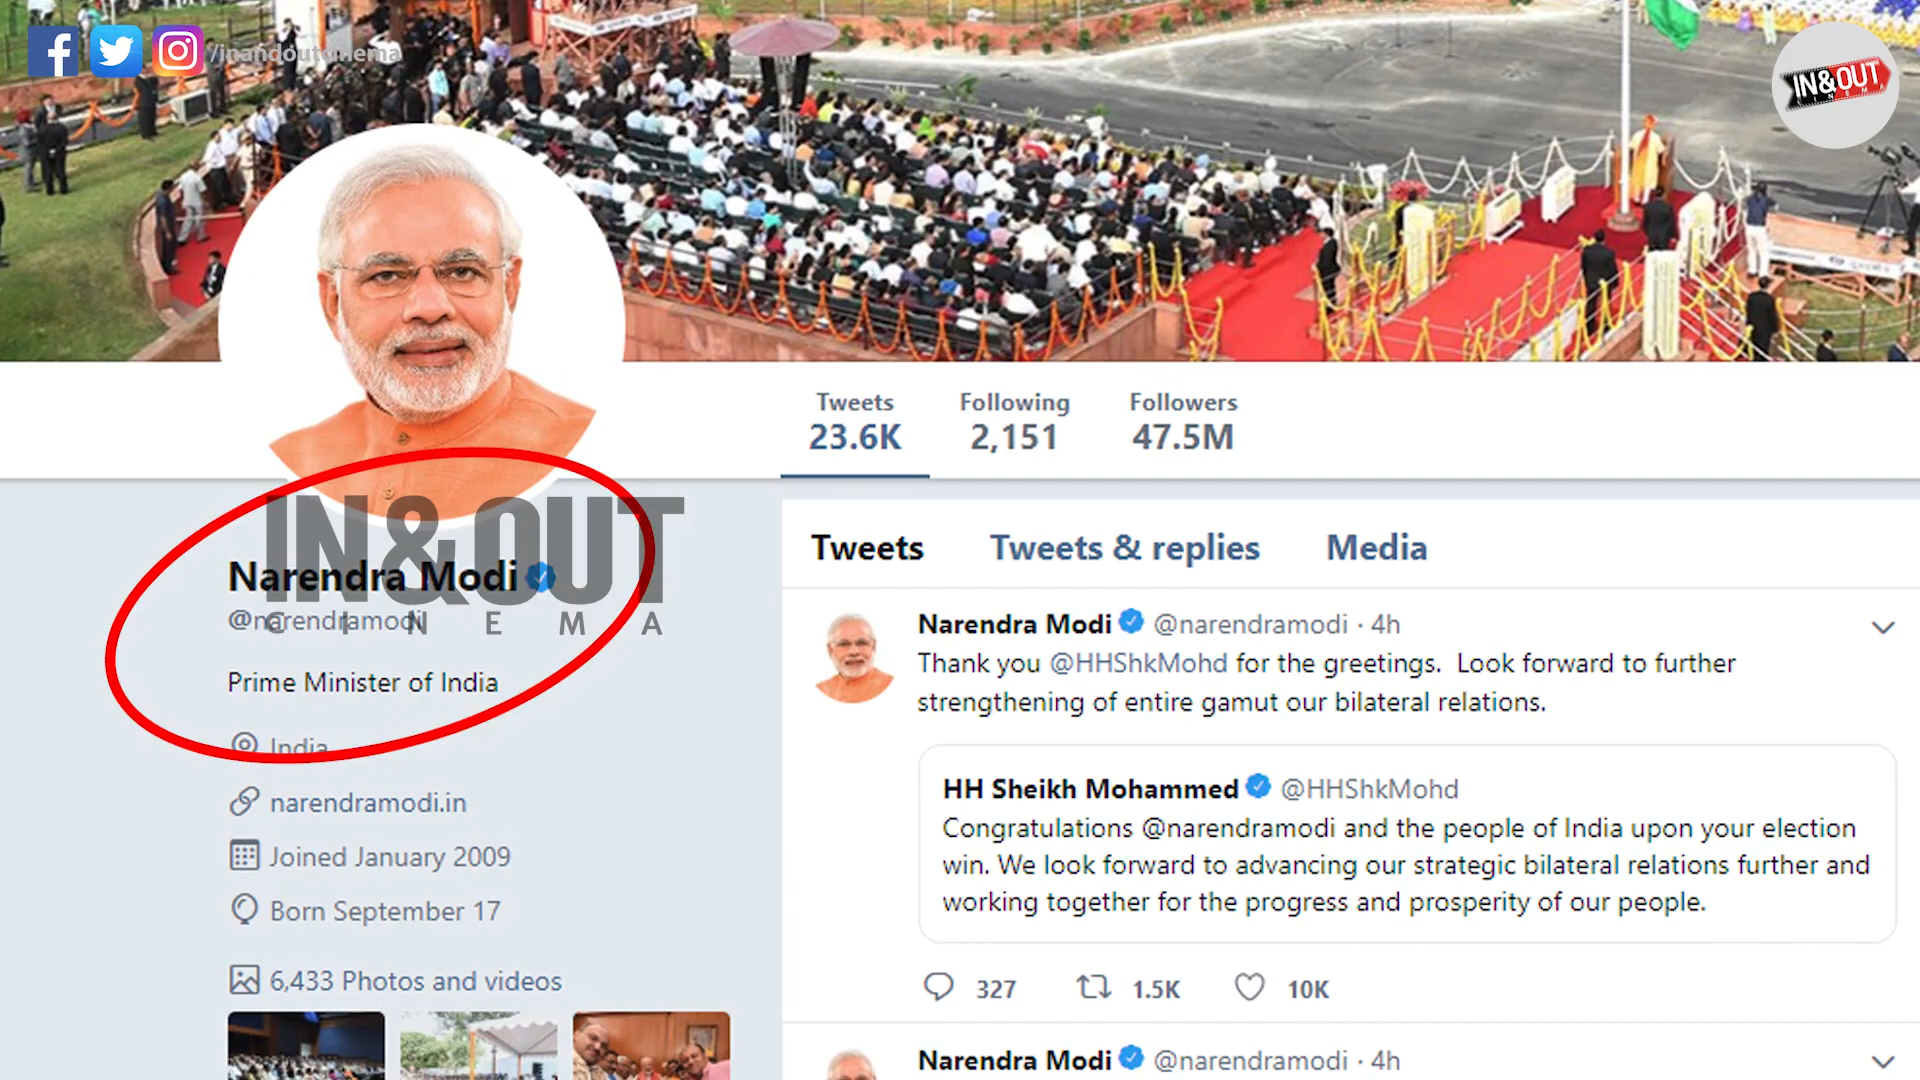 /inandoutcinema
IN&OUT
CINEMA
Tweets
23.6K
Following
2,151
Followers
47.5M
IN&OUT
CINEMA
Narendra Modi
@narendramodi
Prime Minister of India
India
narendramodi.in
Joined January 2009
Born September 17
6,433 Photos and videos
Tweets
Tweets & replies
Media
Narendra Modi @narendramodi · 4h
Thank you @HHShkMohd for the greetings. Look forward to further
strengthening of entire gamut our bilateral relations.
HH Sheikh Mohammed @HHShkMohd
Congratulations @narendramodi and the people of India upon your election
win. We look forward to advancing our strategic bilateral relations further and
working together for the progress and prosperity of our people.
327
1.5K
10K
Narendra Modi @narendramodi · 4h